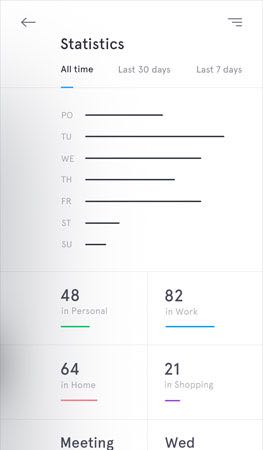 Statistics
All time Last 30 days Last 7 days
PO
TU
WE
TH
FR
ST
SU
48 82
in Personal in Work
64 21
in Home in Shopping
Meeting Wed